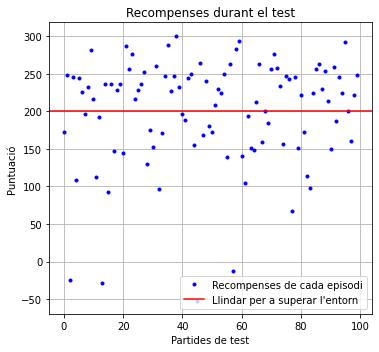 Recompenses durant el test
Puntuació
300
250
200
150
100
50
0
−50
Recompenses de cada episodi
Llindar per a superar l'entorn
0 20 40 60 80 100
Partides de test